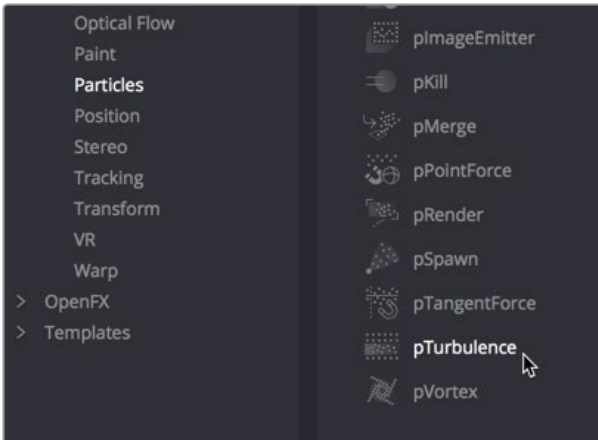 Optical Flow
Paint
Particles
Position
Stereo
Tracking
Transform
VR
Warp
> OpenFX
> Templates
pImageEmitter
pKill
pMerge
pPointForce
pRender
pSpawn
pTangentForce
pTurbulence
pVortex